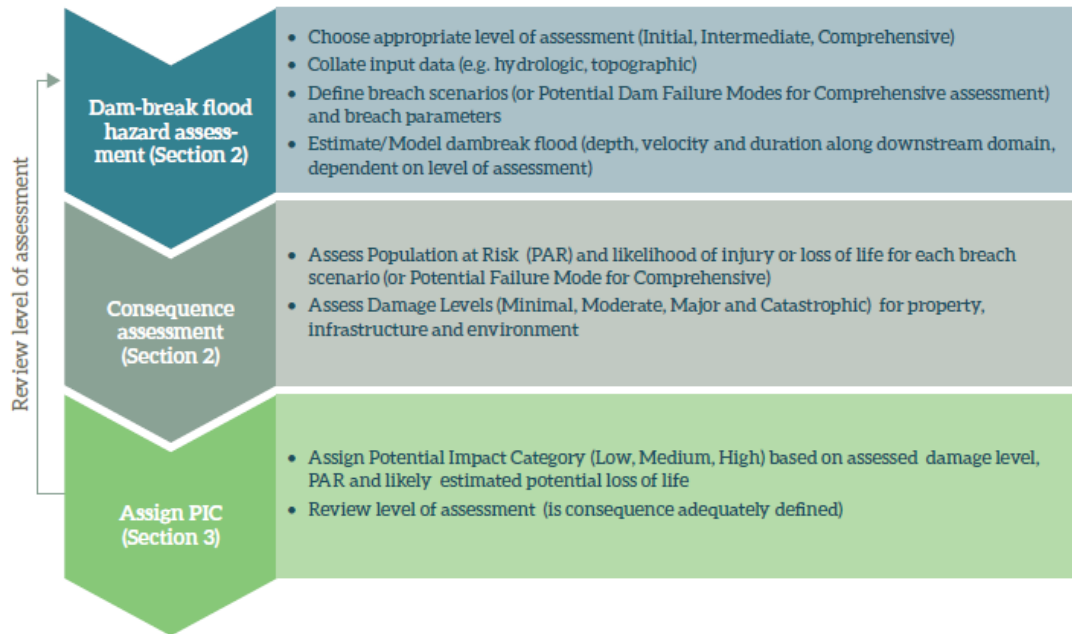 • Choose appropriate level of assessment (Initial, Intermediate, Comprehensive)
• Collate input data (e.g. hydrologic, topographic)
• Define breach scenarios (or Potential Dam Failure Modes for Comprehensive assessment)
and breach parameters
• Estimate/Model dambreak flood (depth, velocity and duration along downstream domain,
dependent on level of assessment)
Dam-break flood
hazard assess-
ment (Section 2)
• Assess Population at Risk (PAR) and likelihood of injury or loss of life for each breach
scenario (or Potential Failure Mode for Comprehensive)
• Assess Damage Levels (Minimal, Moderate, Major and Catastrophic) for property,
infrastructure and environment
Consequence
assessment
(Section 2)
• Assign Potential Impact Category (Low, Medium, High) based on assessed damage level,
PAR and likely estimated potential loss of life
• Review level of assessment (is consequence adequately defined)
Assign PIC
(Section 3)
Review level of assessment